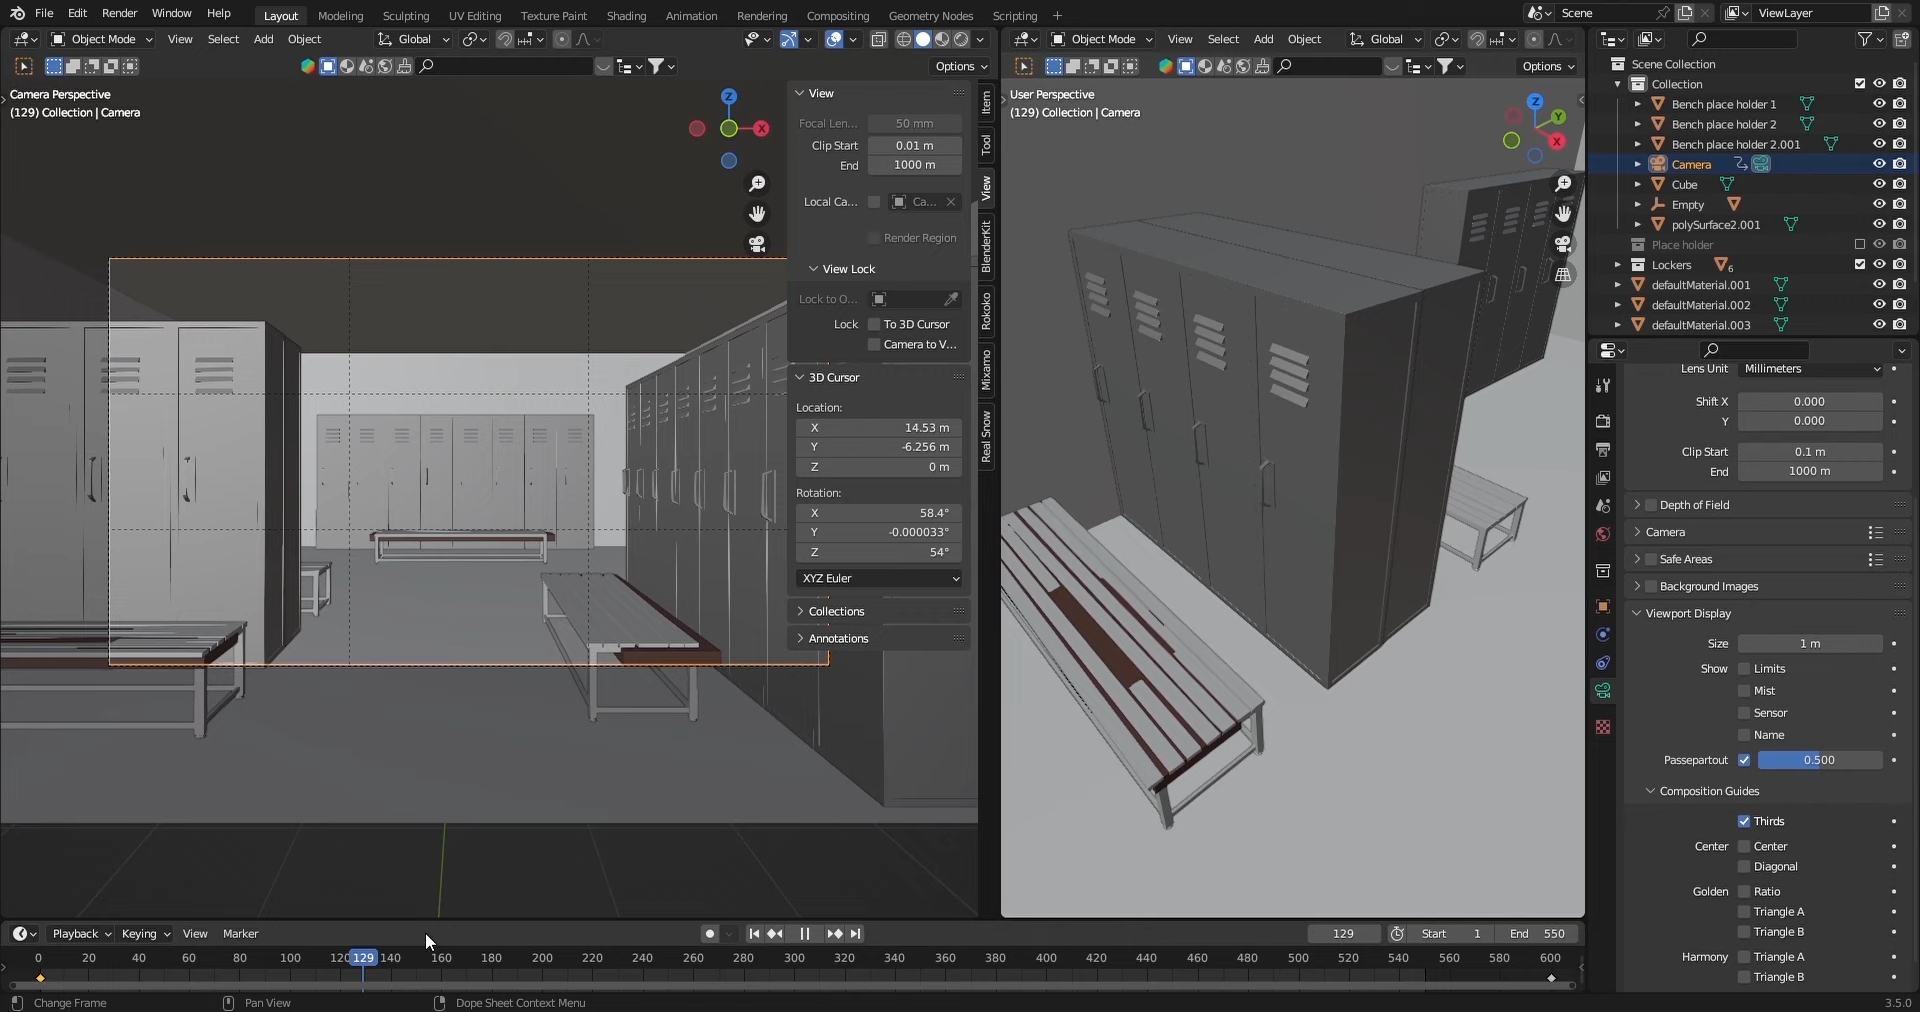 File Edit Render Window Help Layout Modeling Sculpting UV Editing Texture Paint Shading Animation Rendering Compositing Geometry Nodes Scripting + Scene ViewLayer
Object Mode View Select Add Object Global Object Mode View Select Add Object Global
Options Options
Camera Perspective
(129) Collection | Camera
Z
X
View
Focal Len... 50 mm
Clip Start 0.01 m
End 1000 m
Local Ca... Ca...
Render Region
View Lock
Lock to O...
Lock To 3D Cursor
Camera to V...
3D Cursor
Location:
X 14.53 m
Y -6.256 m
Z 0 m
Rotation:
X 58.4°
Y -0.000033°
Z 54°
XYZ Euler
Collections
Annotations
Item
Tool
View
BlenderKit
Rokoko
Mixamo
Real Snow
User Perspective
(129) Collection | Camera
Z
Y
X
Scene Collection
Collection
Bench place holder 1
Bench place holder 2
Bench place holder 2.001
Camera
Cube
Empty
polySurface2.001
Place holder
Lockers 6
defaultMaterial.001
defaultMaterial.002
defaultMaterial.003
Lens Unit Millimeters
Shift X 0.000
Y 0.000
Clip Start 0.1 m
End 1000 m
Depth of Field
Camera
Safe Areas
Background Images
Viewport Display
Size 1 m
Show Limits
Mist
Sensor
Name
Passepartout 0.500
Composition Guides
Thirds
Center Center
Diagonal
Golden Ratio
Triangle A
Triangle B
Harmony Triangle A
Triangle B
Playback Keying View Marker 129 Start 1 End 550
0 20 40 60 80 100 120 129 140 160 180 200 220 240 260 280 300 320 340 360 380 400 420 440 460 480 500 520 540 560 580 600
Change Frame Pan View Dope Sheet Context Menu 3.5.0